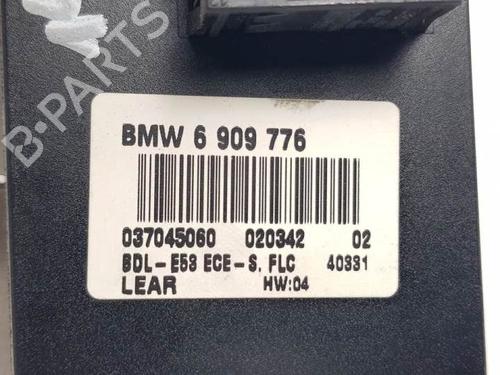 B-PARTS
BMW 6 909 776
037045060 020342 02
BDL-E53 ECE-S. FLC 40331
LEAR HW:04